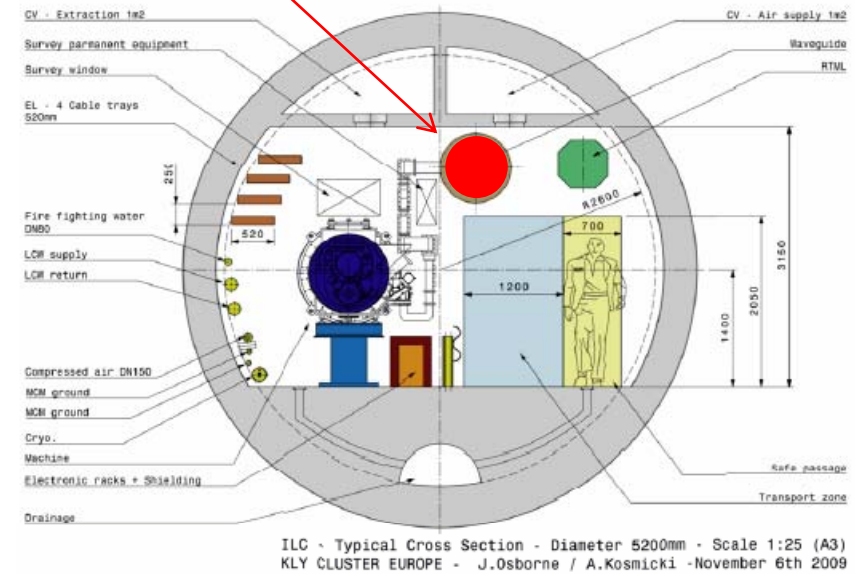 CV - Extraction 1m2
Survey parmanent equipment
Survey window
EL - 4 Cable trays
520mm
Fire fighting water
DN80
LCW supply
LCW return
Compressed air DN150
MCM ground
MCM ground
Cryo.
Machine
Electronic racks + Shielding
Drainage
CV - Air supply 1m2
Waveguide
RTML
250
520
R2600
700
1200
3150
2050
1400
Safe passage
Transport zone
ILC - Typical Cross Section - Diameter 5200mm - Scale 1:25 (A3)
KLY CLUSTER EUROPE - J.Osborne / A.Kosmicki -November 6th 2009